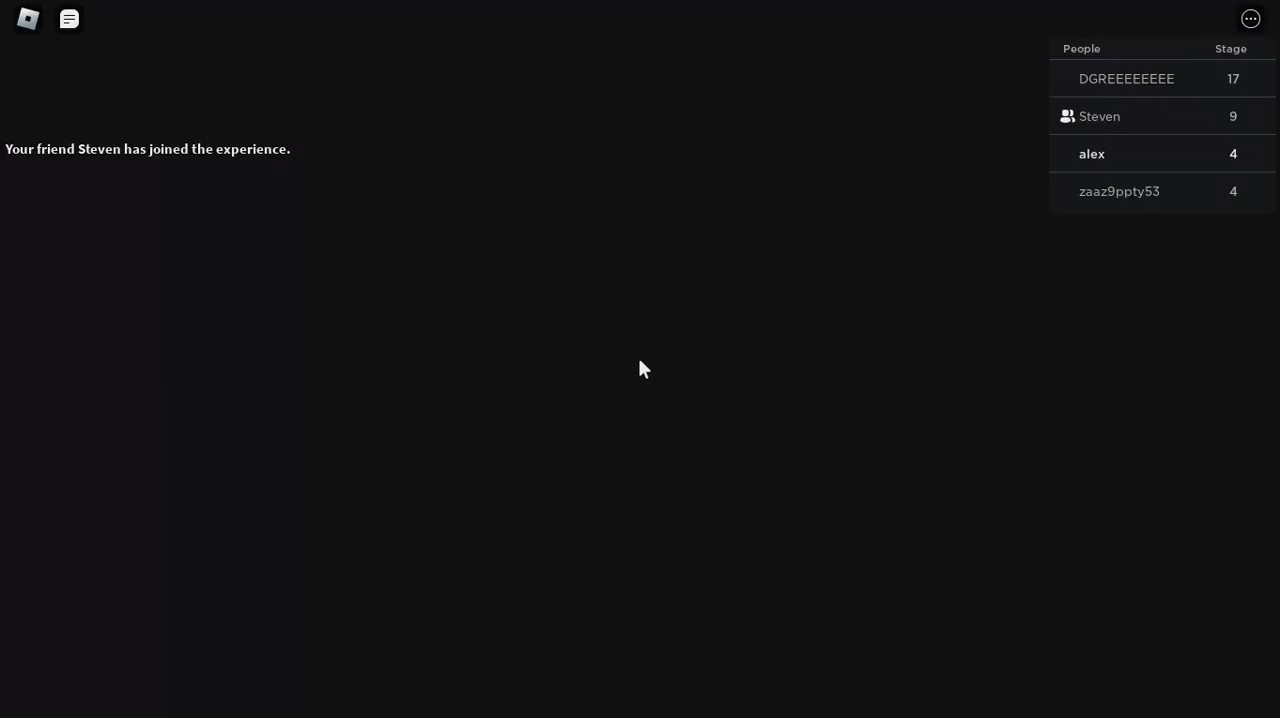 People Stage
DGREEEEEEEE 17
Your friend Steven has joined the experience.
Steven 9
alex 4
zaaz9ppty53 4